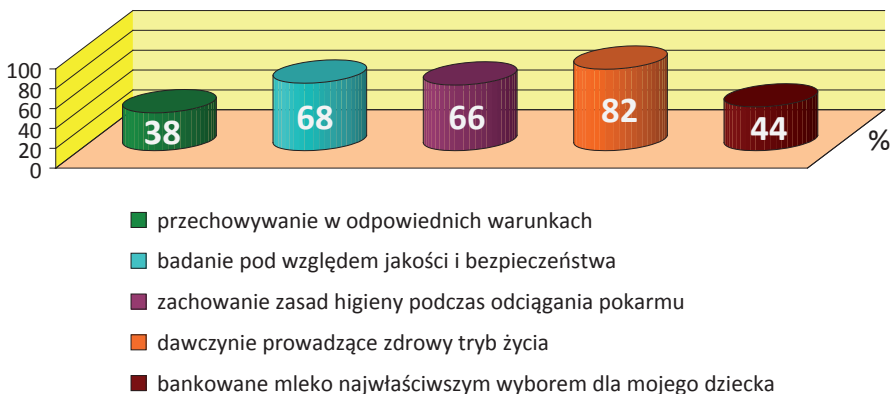 100
80
60
40
20
0
38
68
66
82
44
%
przechowywanie w odpowiednich warunkach
badanie pod względem jakości i bezpieczeństwa
zachowanie zasad higieny podczas odciągania pokarmu
dawczynie prowadzące zdrowy tryb życia
bankowane mleko najwłaściwszym wyborem dla mojego dziecka